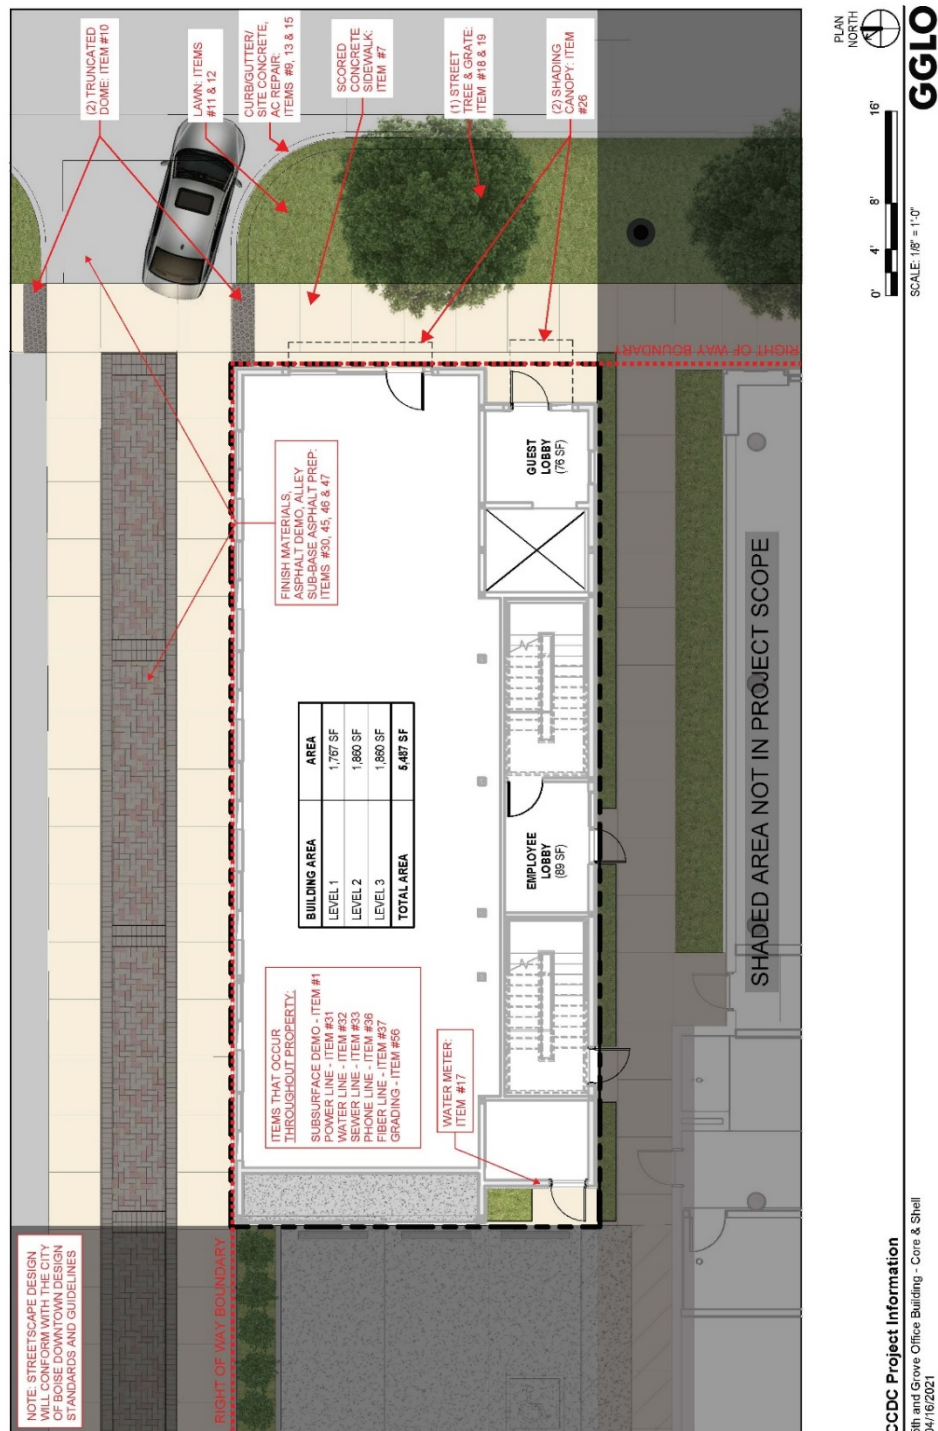 NOTE: STREETSCAPE DESIGN
WILL CONFORM WITH THE CITY
OF BOISE DOWNTOWN DESIGN
STANDARDS AND GUIDELINES
(2) TRUNCATED
DOME: ITEM #10
LAWN: ITEMS
#11 & 12
CURB/GUTTER/
SITE CONCRETE,
AC REPAIR:
ITEMS #9, 13 & 15
SCORED
CONCRETE
SIDEWALK:
ITEM #7
(1) STREET
TREE & GRATE:
ITEM #18 & 19
(2) SHADING
CANOPY: ITEM
#26
FINISH MATERIALS,
ASPHALT DEMO, ALLEY
SUB-BASE ASPHALT PREP:
ITEMS #30, 45, 46 & 47
RIGHT OF WAY BOUNDARY
RIGHT OF WAY BOUNDARY
ITEMS THAT OCCUR
THROUGHOUT PROPERTY:
SUBSURFACE DEMO - ITEM #1
POWER LINE - ITEM #31
WATER LINE - ITEM #32
SEWER LINE - ITEM #33
PHONE LINE - ITEM #36
FIBER LINE - ITEM #37
GRADING - ITEM #56
BUILDING AREA AREA
LEVEL 1 1,767 SF
LEVEL 2 1,860 SF
LEVEL 3 1,860 SF
TOTAL AREA 5,487 SF
WATER METER:
ITEM #17
EMPLOYEE
LOBBY
(89 SF)
GUEST
LOBBY
(76 SF)
SHADED AREA NOT IN PROJECT SCOPE
CCDC Project Information
5th and Grove Office Building - Core & Shell
04/16/2021
0' 4' 8' 16'
SCALE: 1/8" = 1'-0"
PLAN
NORTH
GGLO